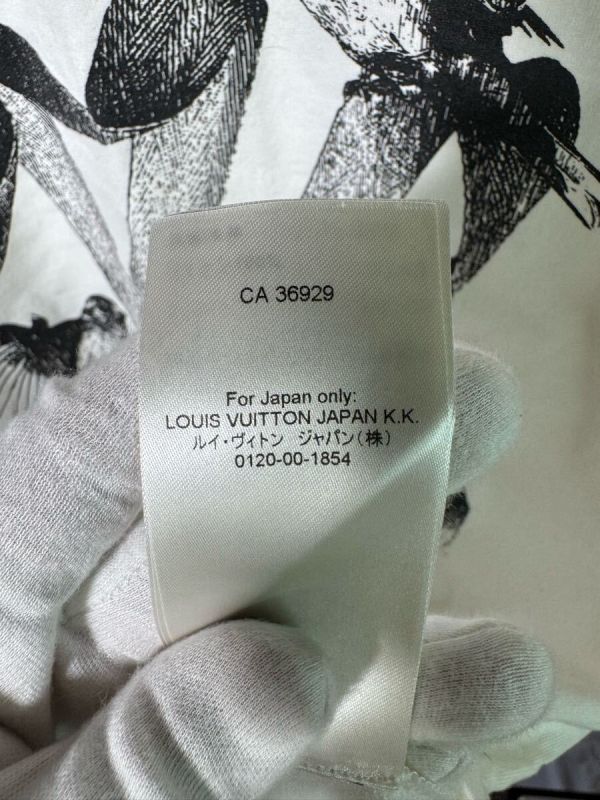 CA 36929
For Japan only:
LOUIS VUITTON JAPAN K.K.
ルイ・ヴィトン ジャパン(株)
0120-00-1854